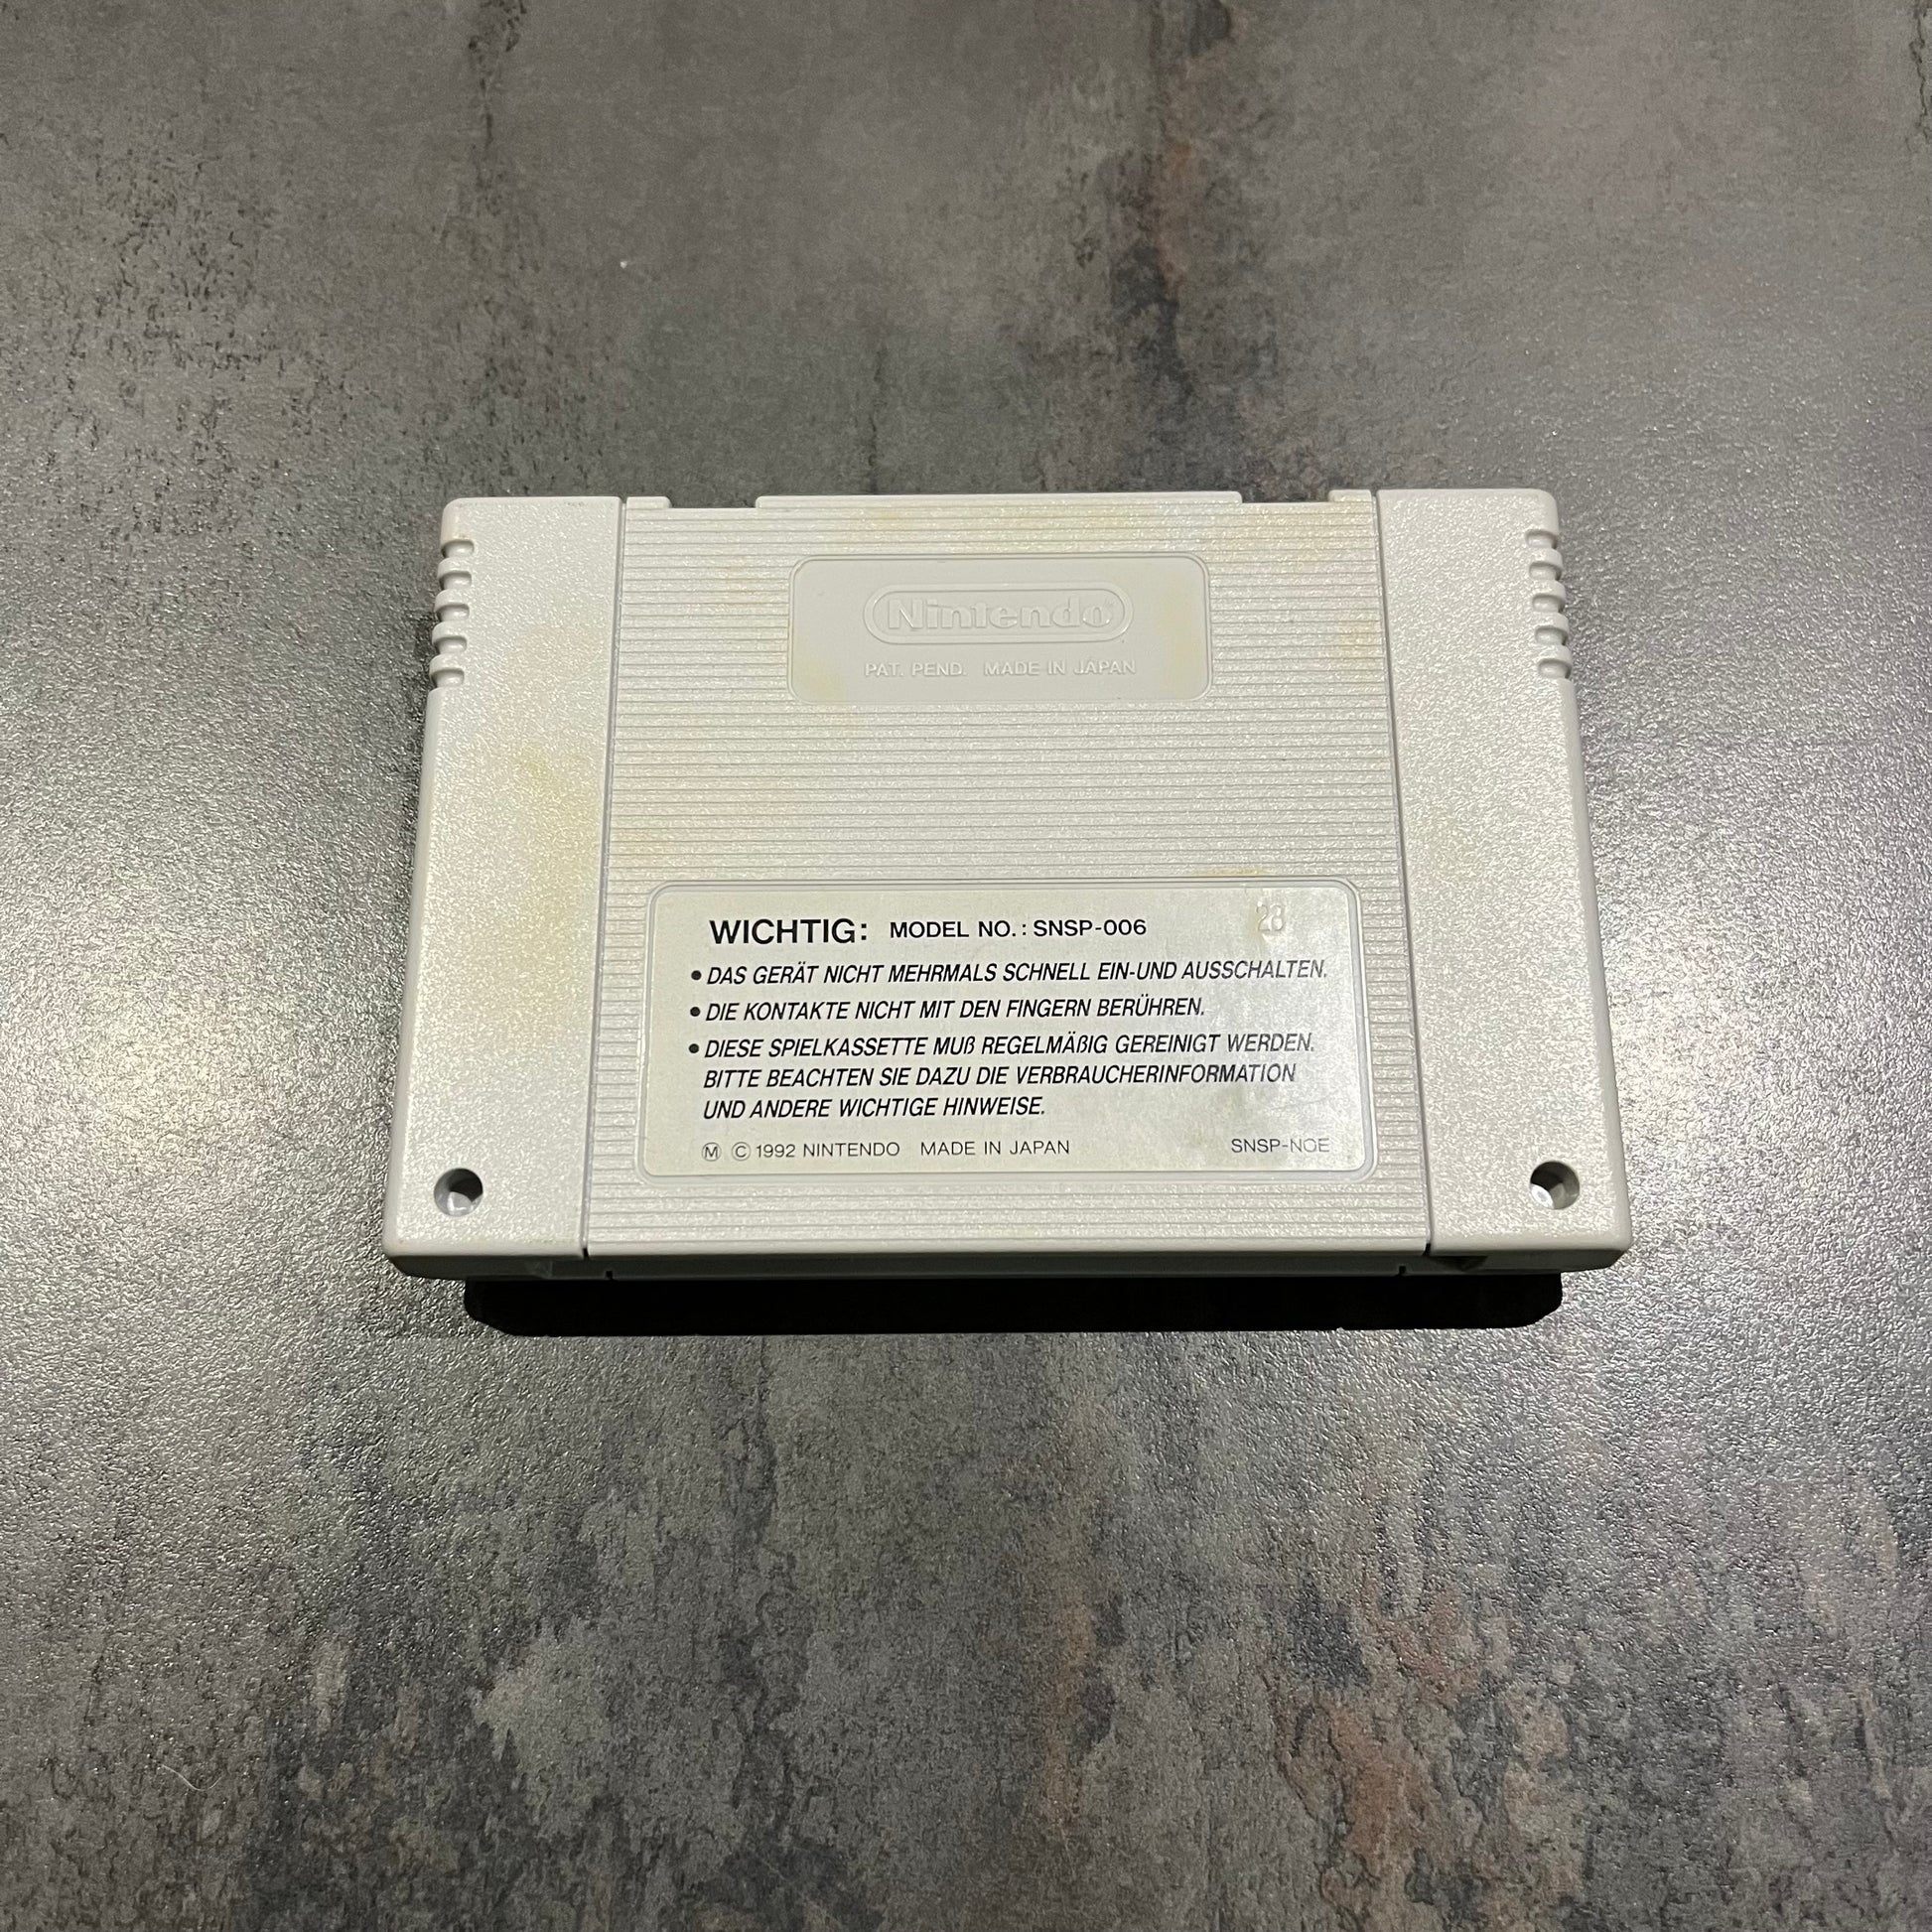 Nintendo
PAT. PEND. MADE IN JAPAN
WICHTIG: MODEL NO.: SNSP-006
23
• DAS GERÄT NICHT MEHRMALS SCHNELL EIN-UND AUSSCHALTEN.
• DIE KONTAKTE NICHT MIT DEN FINGERN BERÜHREN.
• DIESE SPIELKASSETTE MUß REGELMÄßIG GEREINIGT WERDEN.
BITTE BEACHTEN SIE DAZU DIE VERBRAUCHERINFORMATION
UND ANDERE WICHTIGE HINWEISE.
Ⓜ © 1992 NINTENDO MADE IN JAPAN SNSP-NOE